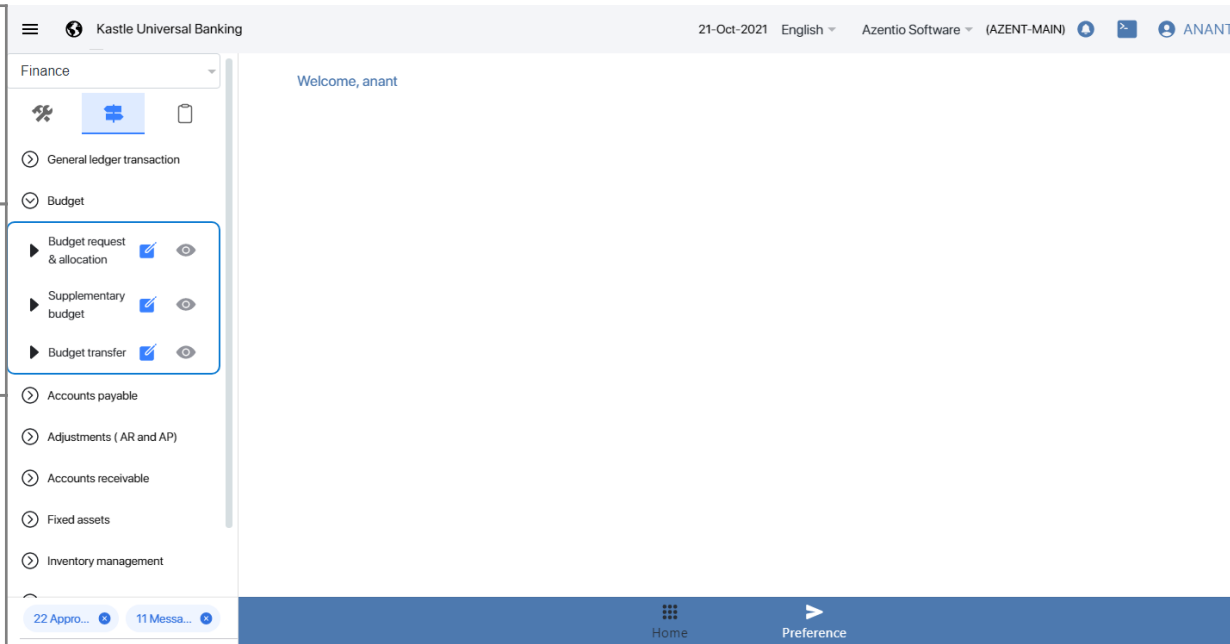 Kastle Universal Banking
21-Oct-2021 English Azentio Software (AZENT-MAIN) ANANT
Finance
Welcome, anant
General ledger transaction
Budget
Budget request
& allocation
Supplementary
budget
Budget transfer
Accounts payable
Adjustments ( AR and AP)
Accounts receivable
Fixed assets
Inventory management
22 Appro... 11 Messa...
Home Preference